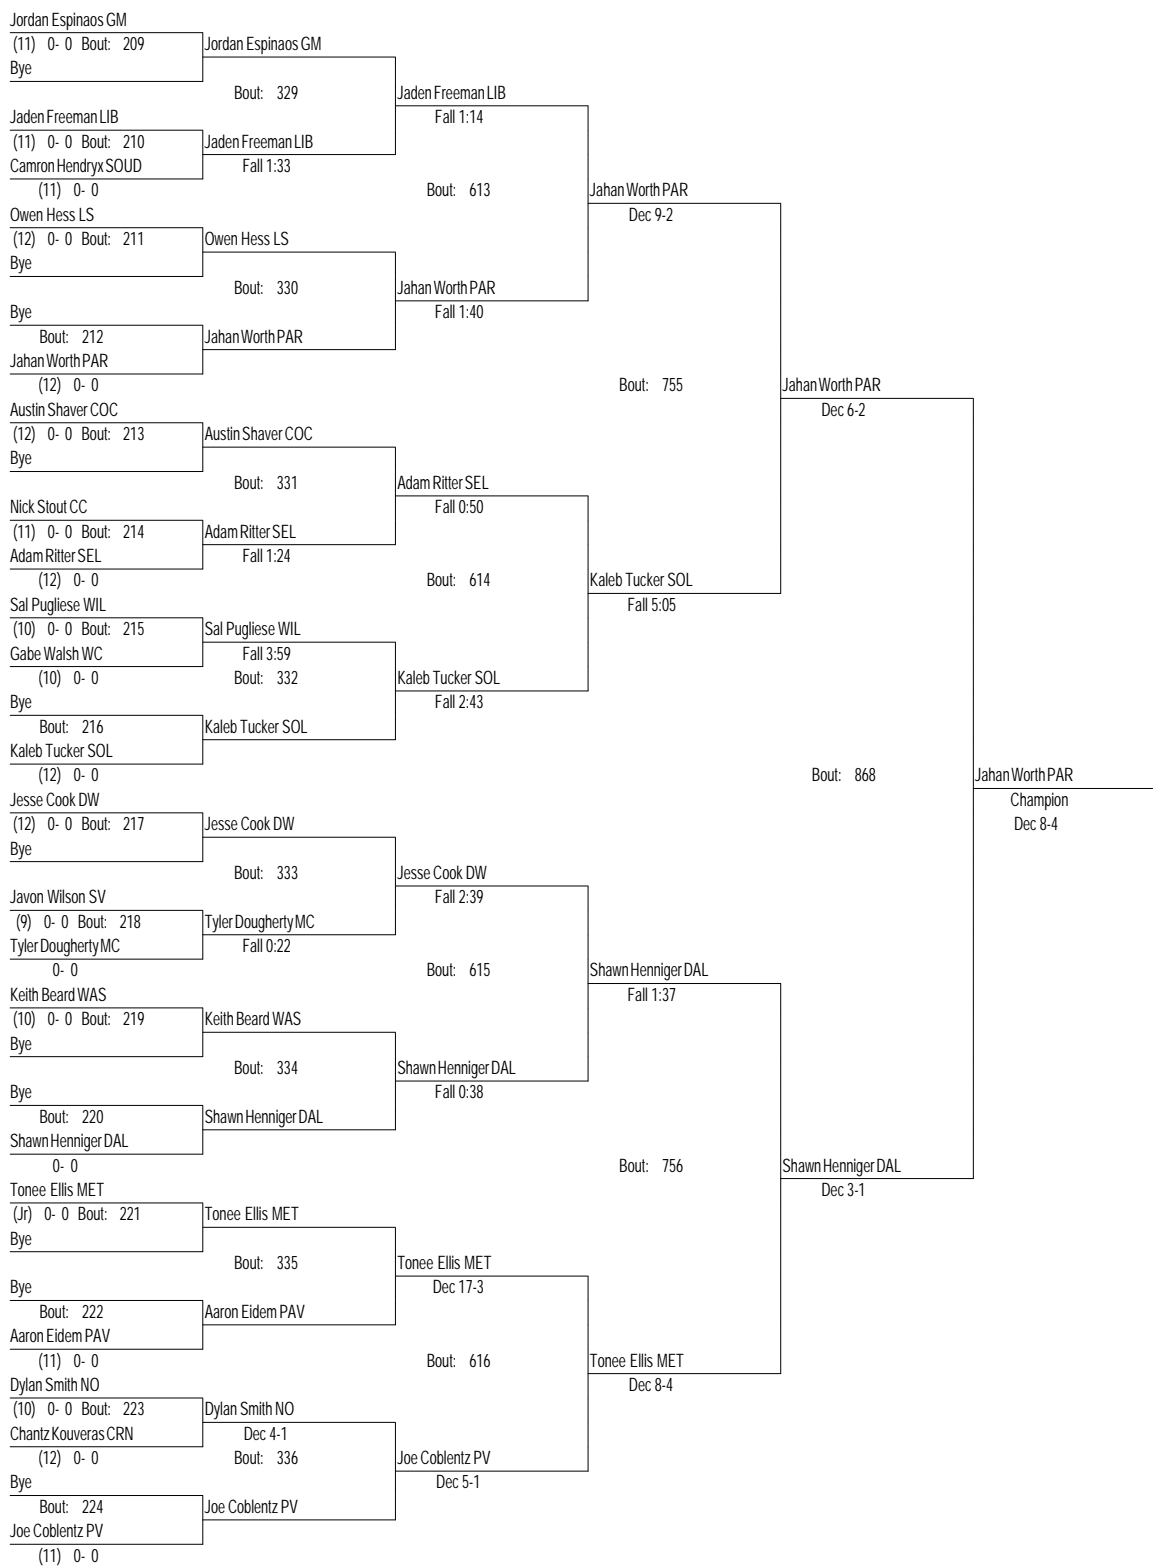 Jordan Espinaos GM
(11) 0- 0 Bout: 209
Jordan Espinaos GM
Bye
Bout: 329
Jaden Freeman LIB
Fall 1:14
Jaden Freeman LIB
(11) 0- 0 Bout: 210
Jaden Freeman LIB
Camron Hendryx SOUD
Fall 1:33
(11) 0- 0
Bout: 613
Jahan Worth PAR
Dec 9-2
Owen Hess LS
(12) 0- 0 Bout: 211
Owen Hess LS
Bye
Bout: 330
Jahan Worth PAR
Fall 1:40
Bye
Bout: 212
Jahan Worth PAR
Jahan Worth PAR
(12) 0- 0
Bout: 755
Jahan Worth PAR
Dec 6-2
Austin Shaver COC
(12) 0- 0 Bout: 213
Austin Shaver COC
Bye
Bout: 331
Adam Ritter SEL
Fall 0:50
Nick Stout CC
(11) 0- 0 Bout: 214
Adam Ritter SEL
Adam Ritter SEL
Fall 1:24
(12) 0- 0
Bout: 614
Kaleb Tucker SOL
Fall 5:05
Sal Pugliese WIL
(10) 0- 0 Bout: 215
Sal Pugliese WIL
Gabe Walsh WC
Fall 3:59
(10) 0- 0
Bout: 332
Kaleb Tucker SOL
Fall 2:43
Bye
Bout: 216
Kaleb Tucker SOL
Kaleb Tucker SOL
(12) 0- 0
Bout: 868
Jahan Worth PAR
Champion
Dec 8-4
Jesse Cook DW
(12) 0- 0 Bout: 217
Jesse Cook DW
Bye
Bout: 333
Jesse Cook DW
Fall 2:39
Javon Wilson SV
(9) 0- 0 Bout: 218
Tyler Dougherty MC
Tyler Dougherty MC
Fall 0:22
0- 0
Bout: 615
Shawn Henniger DAL
Fall 1:37
Keith Beard WAS
(10) 0- 0 Bout: 219
Keith Beard WAS
Bye
Bout: 334
Shawn Henniger DAL
Fall 0:38
Bye
Bout: 220
Shawn Henniger DAL
Shawn Henniger DAL
0- 0
Bout: 756
Shawn Henniger DAL
Dec 3-1
Tonee Ellis MET
(Jr) 0- 0 Bout: 221
Tonee Ellis MET
Bye
Bout: 335
Tonee Ellis MET
Dec 17-3
Bye
Bout: 222
Aaron Eidem PAV
Aaron Eidem PAV
(11) 0- 0
Bout: 616
Tonee Ellis MET
Dec 8-4
Dylan Smith NO
(10) 0- 0 Bout: 223
Dylan Smith NO
Chantz Kouveras CRN
Dec 4-1
(12) 0- 0
Bout: 336
Joe Coblentz PV
Dec 5-1
Bye
Bout: 224
Joe Coblentz PV
Joe Coblentz PV
(11) 0- 0